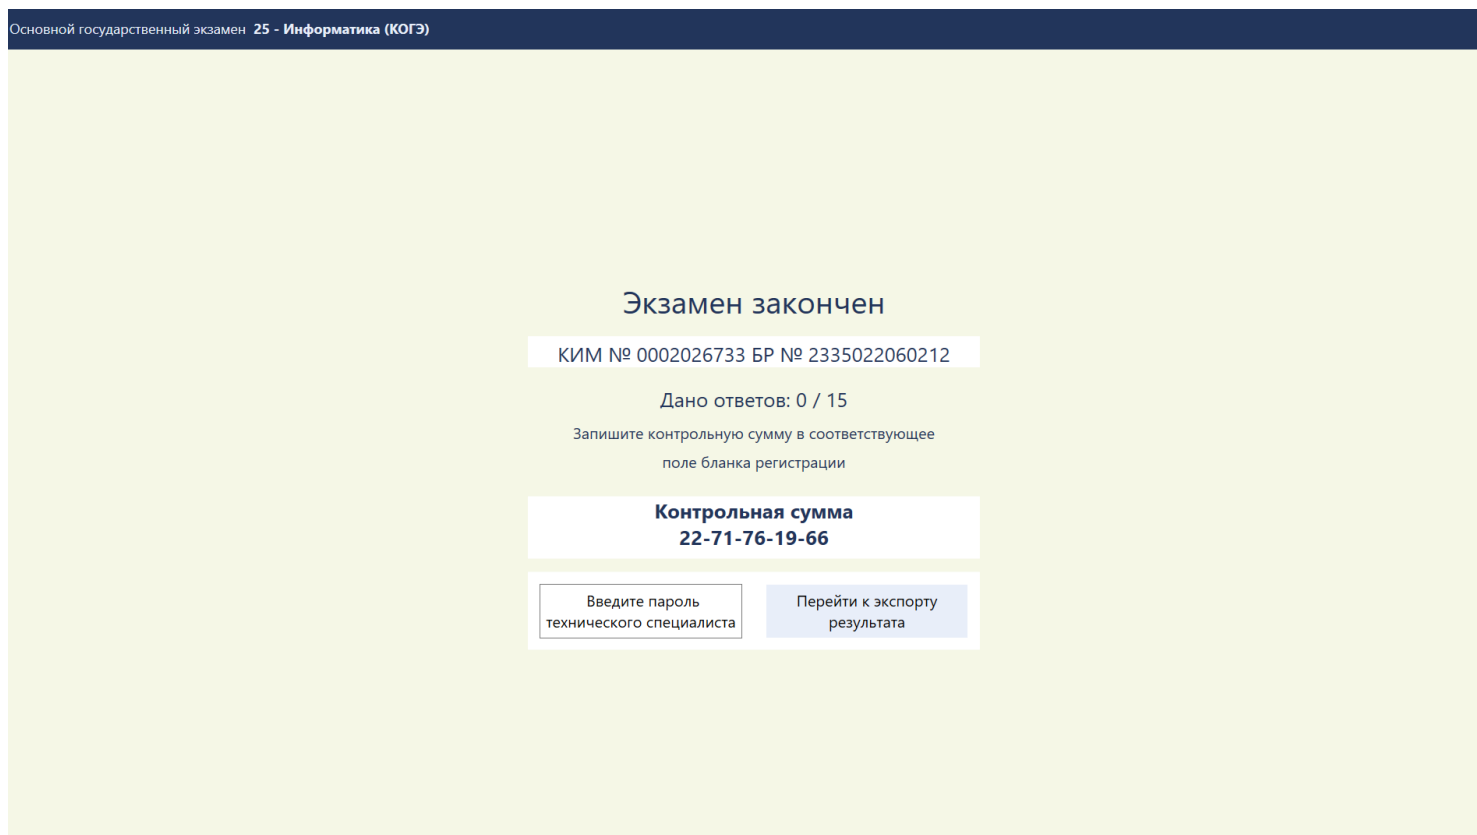 Основной государственный экзамен 25 - Информатика (КОГЭ)
Экзамен закончен
КИМ № 0002026733 БР № 2335022060212
Дано ответов: 0 / 15
Запишите контрольную сумму в соответствующее
поле бланка регистрации
Контрольная сумма
22-71-76-19-66
Введите пароль
технического специалиста
Перейти к экспорту
результата